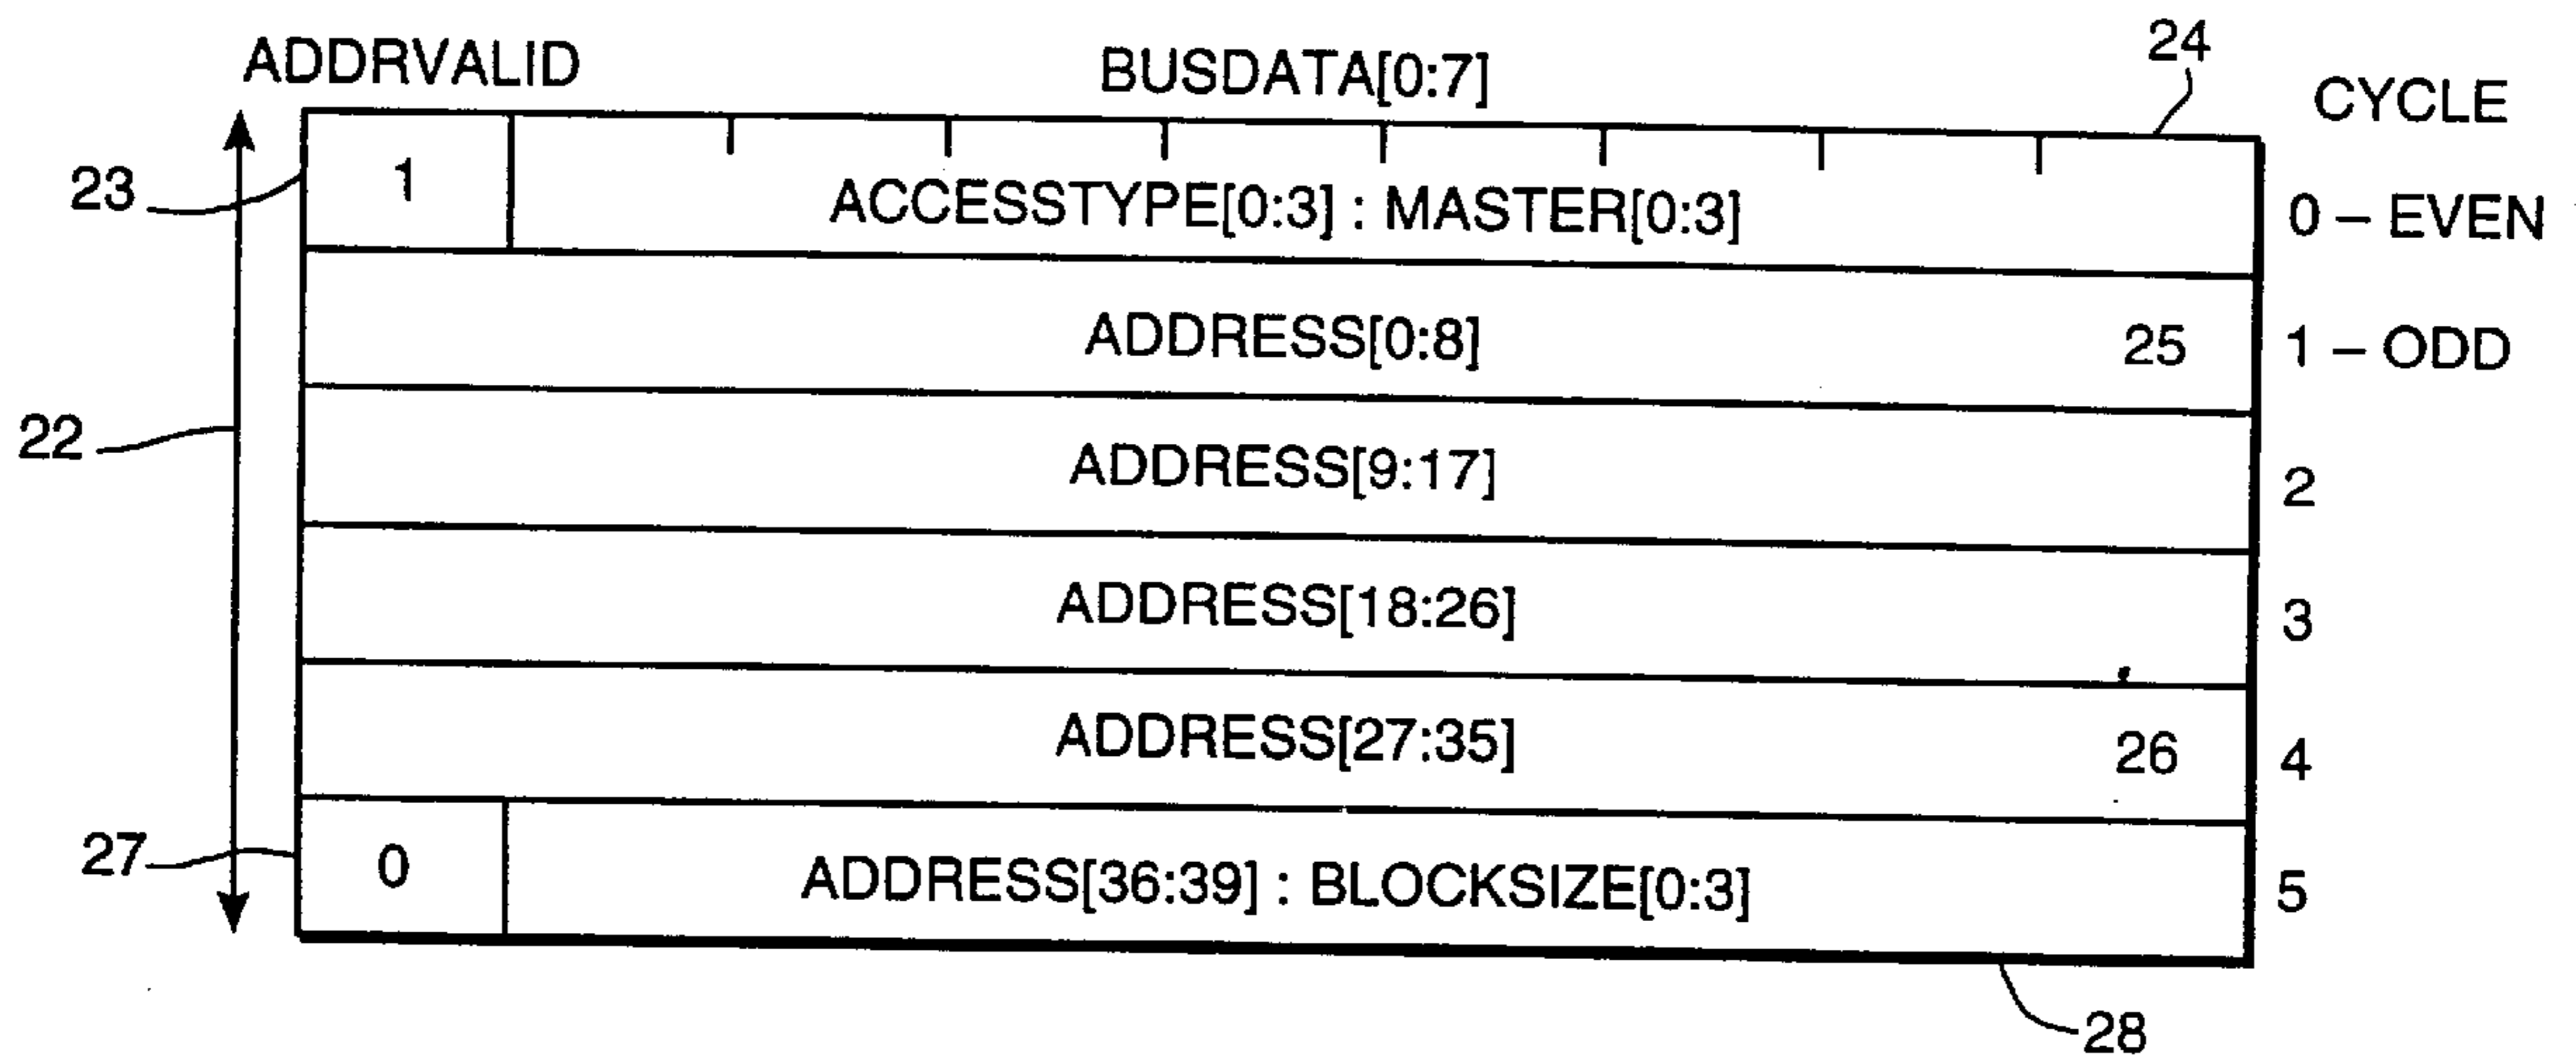 ADDRVALID BUSDATA[0:7] 24 CYCLE
23 1 ACCESSTYPE[0:3] : MASTER[0:3] 0 – EVEN
ADDRESS[0:8] 25 1 – ODD
22 ADDRESS[9:17] 2
ADDRESS[18:26] 3
ADDRESS[27:35] 26 4
27 0 ADDRESS[36:39] : BLOCKSIZE[0:3] 5
28